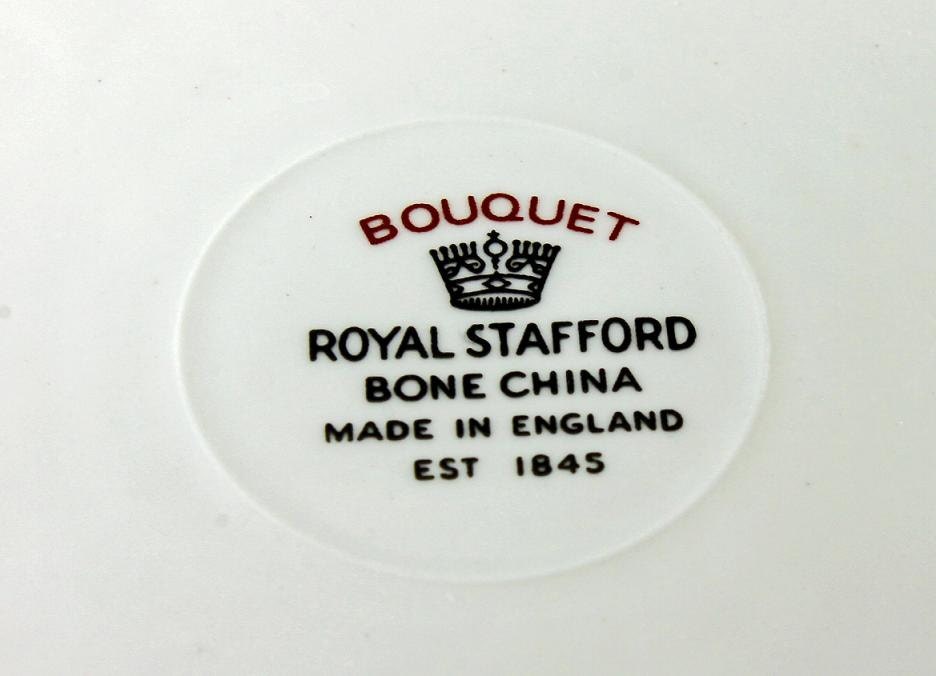 BOUQUET
ROYAL STAFFORD
BONE CHINA
MADE IN ENGLAND
EST 1845